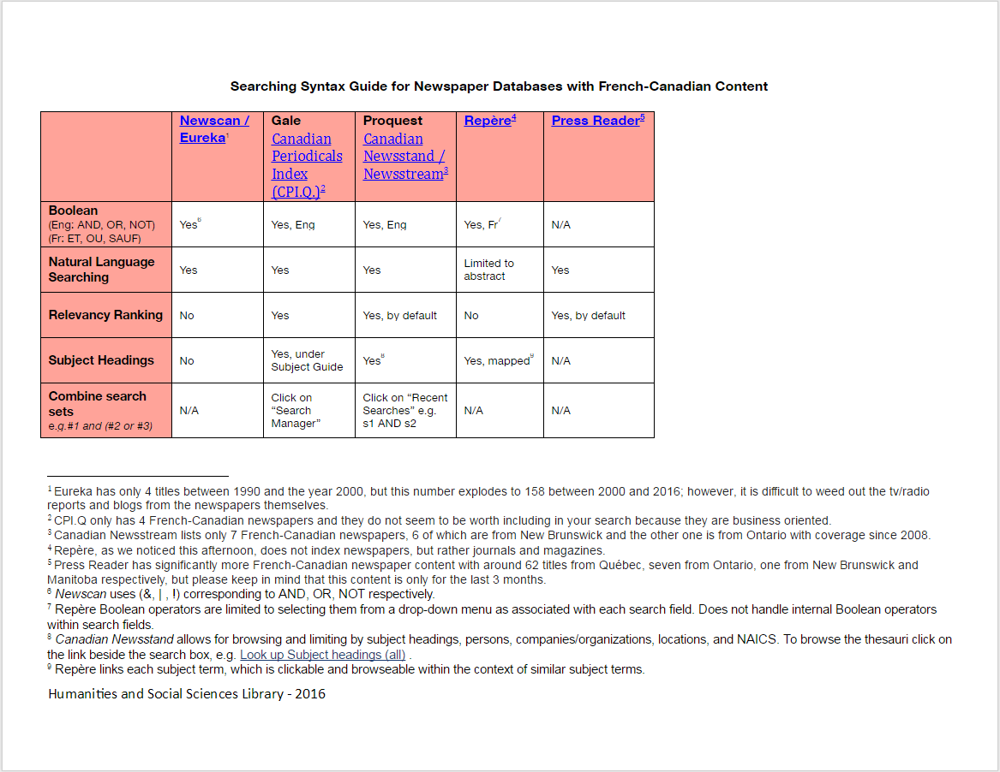 Searching Syntax Guide for Newspaper Databases with French-Canadian Content
Newscan /
Eureka¹
Gale
Canadian
Periodicals
Index
(CPI.Q.)²
Proquest
Canadian
Newsstand /
Newsstream³
Repère⁴
Press Reader⁵
Boolean
(Eng: AND, OR, NOT)
(Fr: ET, OU, SAUF)
Yes⁶
Yes, Eng
Yes, Eng
Yes, Fr⁷
N/A
Natural Language
Searching
Yes
Yes
Yes
Limited to
abstract
Yes
Relevancy Ranking
No
Yes
Yes, by default
No
Yes, by default
Subject Headings
No
Yes, under
Subject Guide
Yes⁸
Yes, mapped⁹
N/A
Combine search
sets
e.g.#1 and (#2 or #3)
N/A
Click on
“Search
Manager”
Click on “Recent
Searches” e.g.
s1 AND s2
N/A
N/A
¹ Eureka has only 4 titles between 1990 and the year 2000, but this number explodes to 158 between 2000 and 2016; however, it is difficult to weed out the tv/radio
reports and blogs from the newspapers themselves.
² CPI.Q only has 4 French-Canadian newspapers and they do not seem to be worth including in your search because they are business oriented.
³ Canadian Newsstream lists only 7 French-Canadian newspapers, 6 of which are from New Brunswick and the other one is from Ontario with coverage since 2008.
⁴ Repère, as we noticed this afternoon, does not index newspapers, but rather journals and magazines.
⁵ Press Reader has significantly more French-Canadian newspaper content with around 62 titles from Québec, seven from Ontario, one from New Brunswick and
Manitoba respectively, but please keep in mind that this content is only for the last 3 months.
⁶ Newscan uses (&, | , !) corresponding to AND, OR, NOT respectively.
⁷ Repère Boolean operators are limited to selecting them from a drop-down menu as associated with each search field. Does not handle internal Boolean operators
within search fields.
⁸ Canadian Newsstand allows for browsing and limiting by subject headings, persons, companies/organizations, locations, and NAICS. To browse the thesauri click on
the link beside the search box, e.g. Look up Subject headings (all) .
⁹ Repère links each subject term, which is clickable and browseable within the context of similar subject terms.
Humanities and Social Sciences Library - 2016